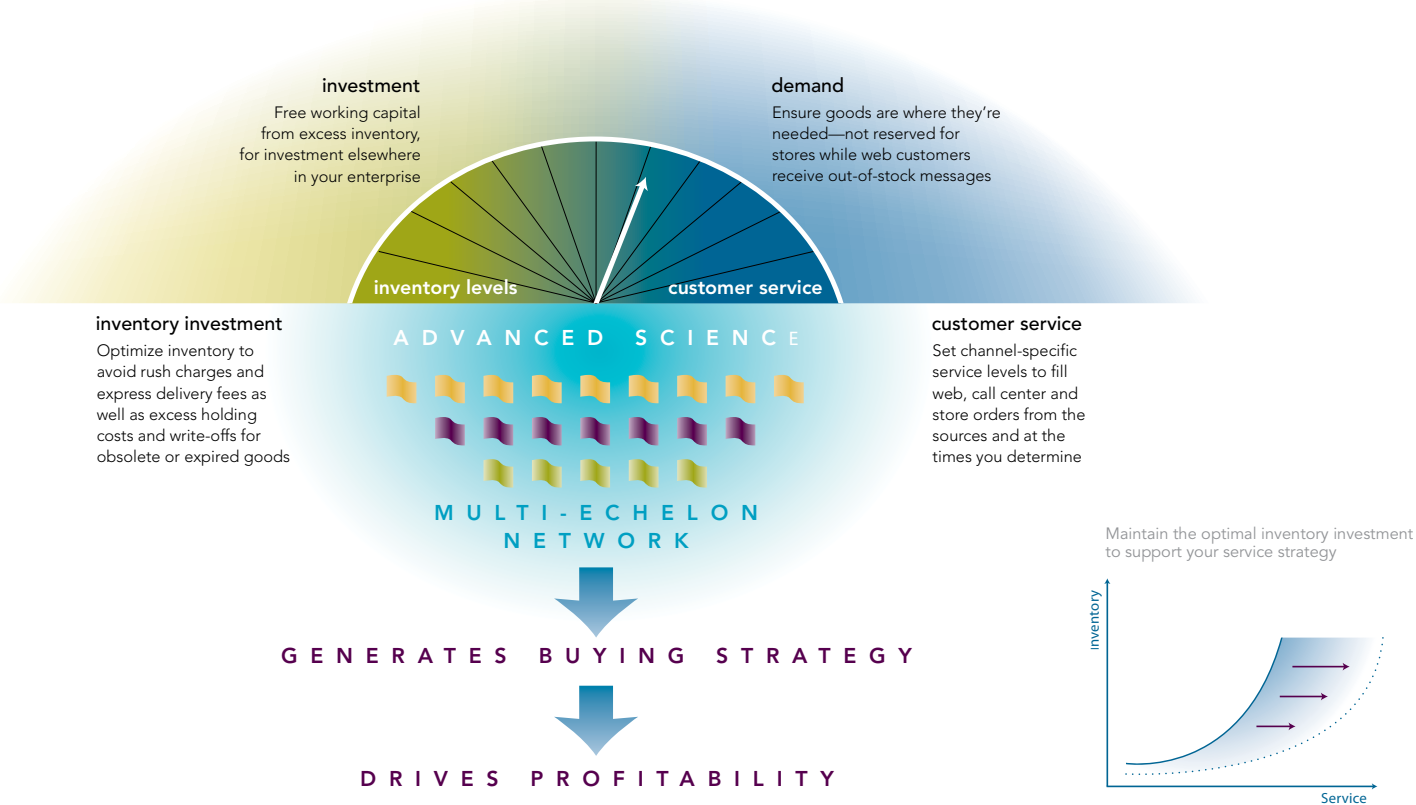 investment
Free working capital
from excess inventory,
for investment elsewhere
in your enterprise
demand
Ensure goods are where they’re
needed—not reserved for
stores while web customers
receive out-of-stock messages
inventory levels
customer service
inventory investment
Optimize inventory to
avoid rush charges and
express delivery fees as
well as excess holding
costs and write-offs for
obsolete or expired goods
ADVANCED SCIENCE
customer service
Set channel-specific
service levels to fill
web, call center and
store orders from the
sources and at the
times you determine
MULTI-ECHELON
NETWORK
GENERATES BUYING STRATEGY
DRIVES PROFITABILITY
Maintain the optimal inventory investment
to support your service strategy
Inventory
Service